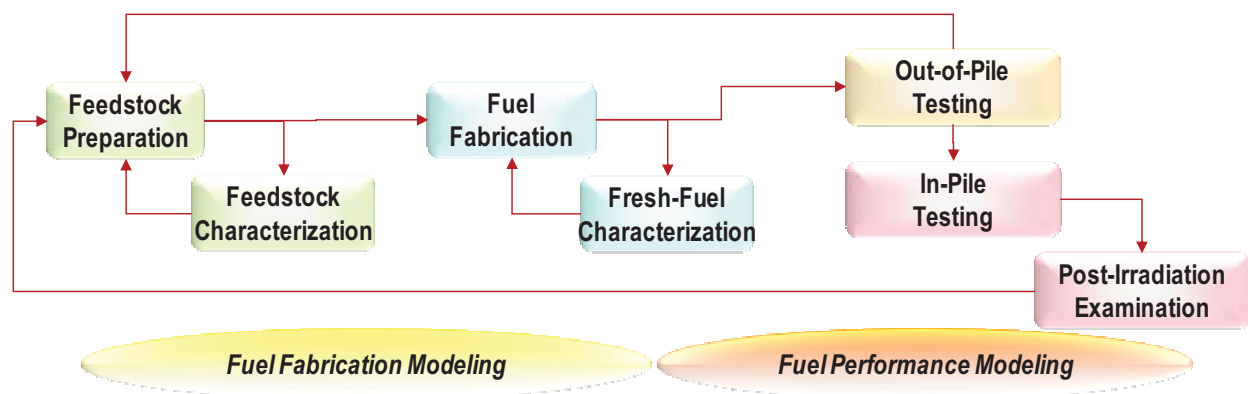 Feedstock
Preparation
Feedstock
Characterization
Fuel
Fabrication
Fresh-Fuel
Characterization
Out-of-Pile
Testing
In-Pile
Testing
Post-Irradiation
Examination
Fuel Fabrication Modeling
Fuel Performance Modeling